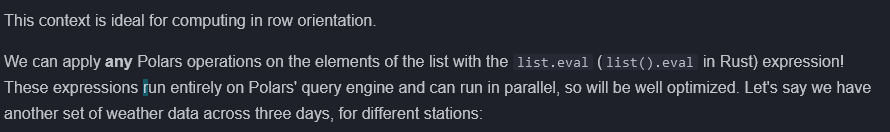 This context is ideal for computing in row orientation.
We can apply any Polars operations on the elements of the list with the list.eval (list().eval in Rust) expression!
These expressions run entirely on Polars' query engine and can run in parallel, so will be well optimized. Let's say we have
another set of weather data across three days, for different stations: